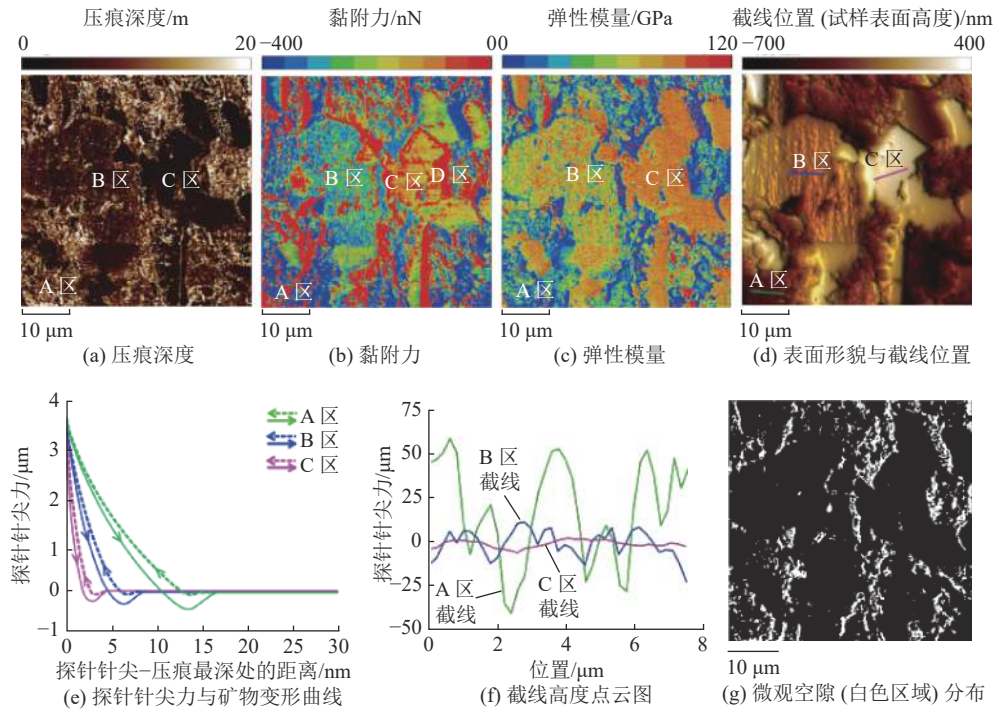 压痕深度/m
0 20
黏附力/nN
−400 0
弹性模量/GPa
0 120
截线位置 (试样表面高度)/nm
−700 400
B 区
C 区
A 区
10 μm
(a) 压痕深度
B 区
C 区
D 区
A 区
10 μm
(b) 黏附力
B 区
C 区
A 区
10 μm
(c) 弹性模量
B 区
C 区
A 区
10 μm
(d) 表面形貌与截线位置
探针针尖力/μm
4
3
2
1
0
−1
0 5 10 15 20 25 30
A 区
B 区
C 区
探针针尖−压痕最深处的距离/nm
(e) 探针针尖力与矿物变形曲线
探针针尖力/μm
75
50
25
0
−25
−50
0 2 4 6 8
B 区
截线
A 区
截线
C 区
截线
位置/μm
(f) 截线高度点云图
10 μm
(g) 微观空隙 (白色区域) 分布